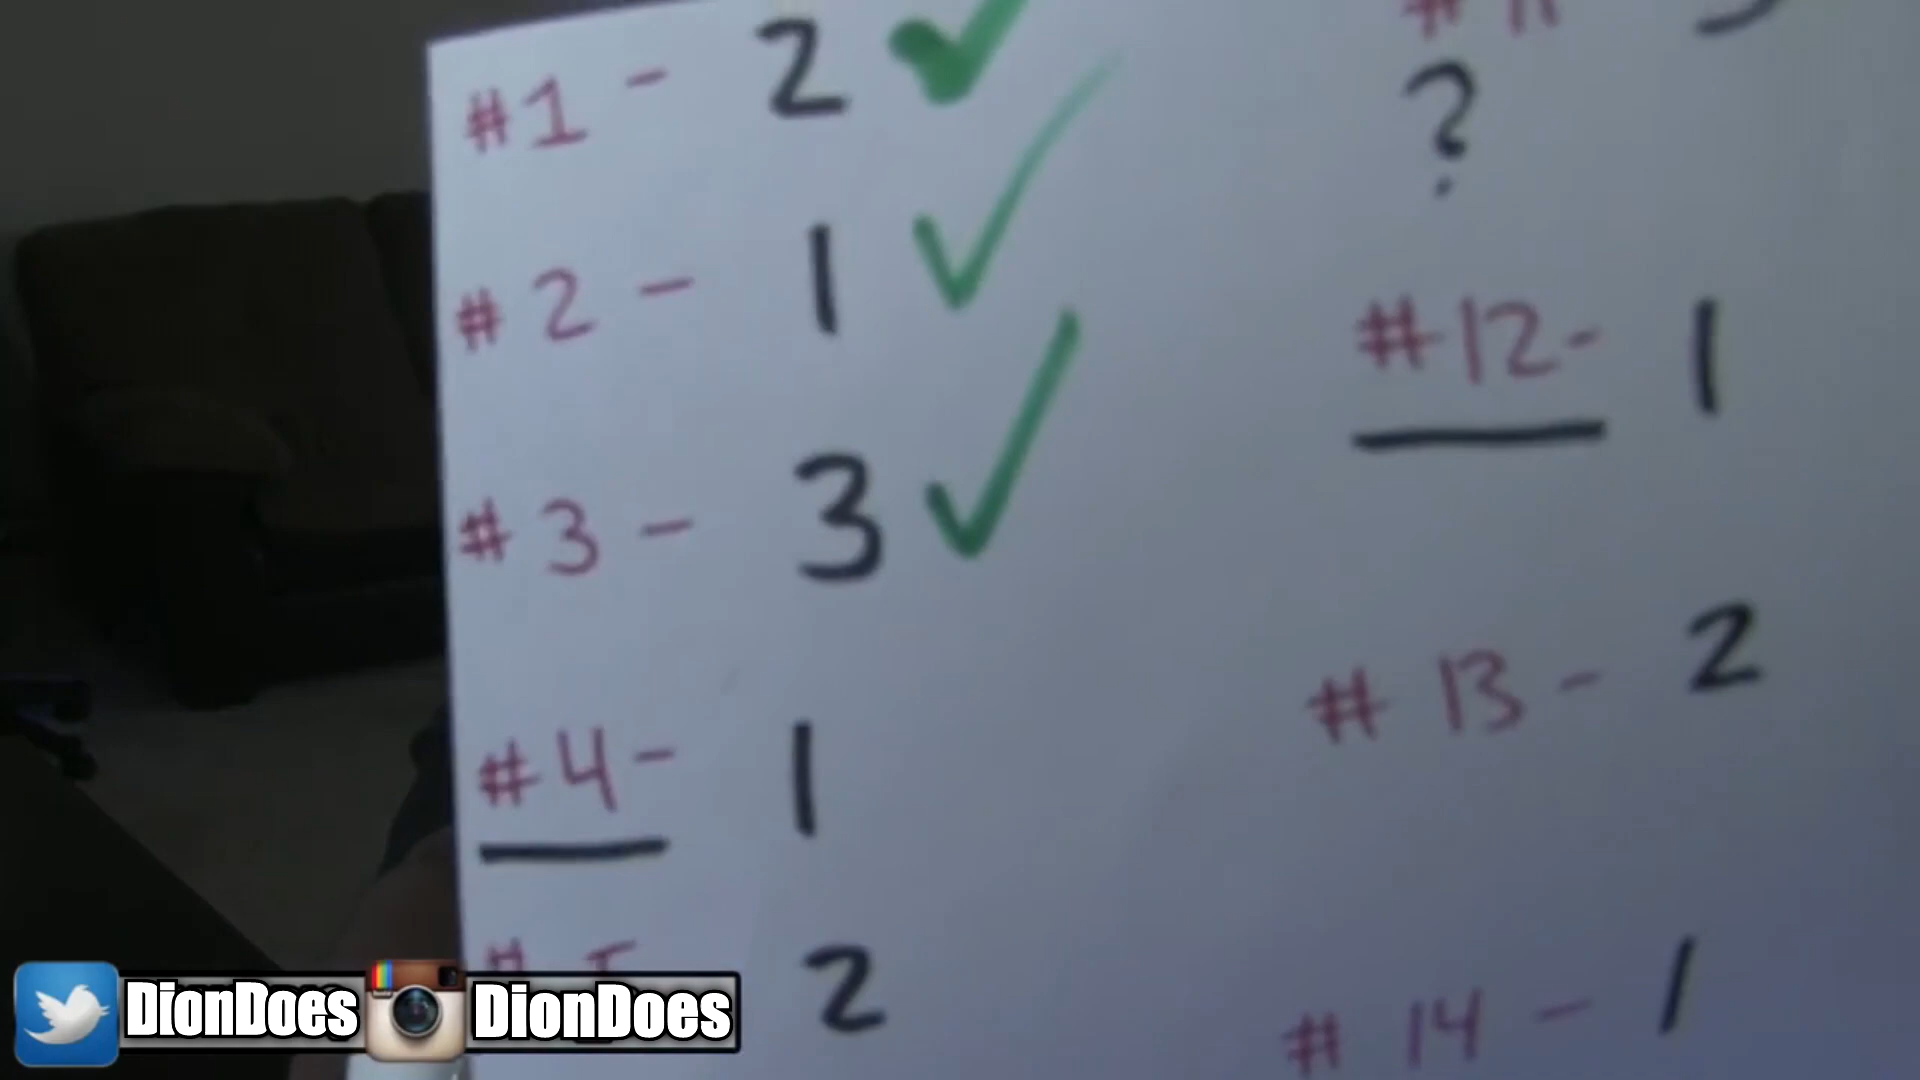 #1 - 2
#2 - 1
#3 - 3
#4 - 1
2
?
#12 - 1
#13 - 2
#14 - 1
DionDoes
DionDoes